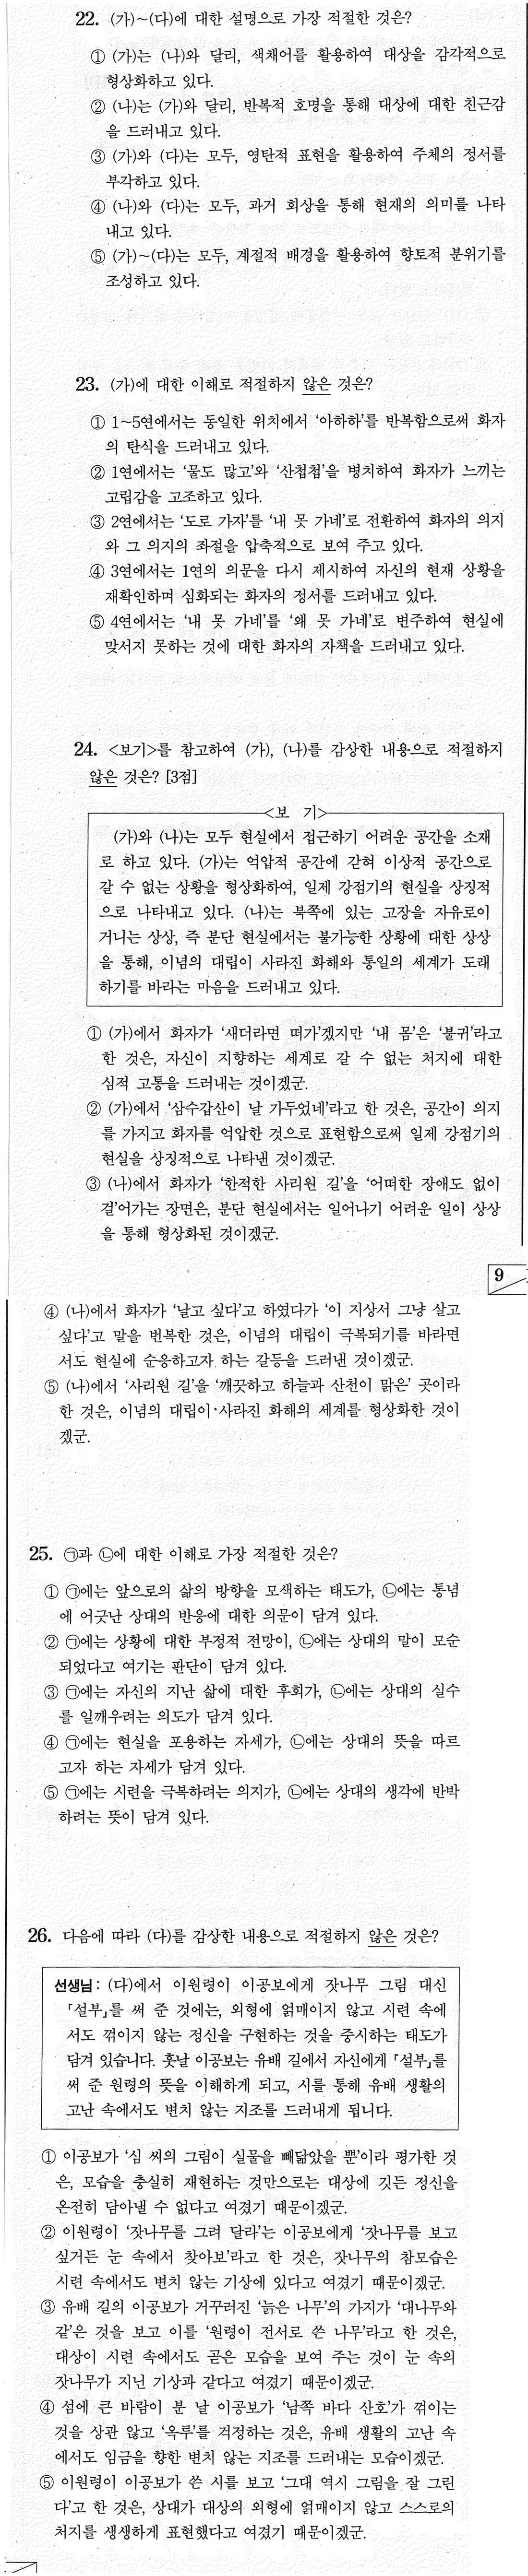 22. (가)~(다)에 대한 설명으로 가장 적절한 것은?
① (가)는 (나)와 달리, 색채어를 활용하여 대상을 감각적으로
형상화하고 있다.
② (나)는 (가)와 달리, 반복적 호명을 통해 대상에 대한 친근감
을 드러내고 있다.
③ (가)와 (다)는 모두, 영탄적 표현을 활용하여 주체의 정서를
부각하고 있다.
④ (나)와 (다)는 모두, 과거 회상을 통해 현재의 의미를 나타
내고 있다.
⑤ (가)~(다)는 모두, 계절적 배경을 활용하여 향토적 분위기를
조성하고 있다.
23. (가)에 대한 이해로 적절하지 않은 것은?
① 1~5연에서는 동일한 위치에서 ‘아하하’를 반복함으로써 화자
의 탄식을 드러내고 있다.
② 1연에서는 ‘물도 많고’와 ‘산첩첩’을 병치하여 화자가 느끼는
고립감을 고조하고 있다.
③ 2연에서는 ‘도로 가자’를 ‘내 못 가네’로 전환하여 화자의 의지
와 그 의지의 좌절을 압축적으로 보여 주고 있다.
④ 3연에서는 1연의 의문을 다시 제시하여 자신의 현재 상황을
재확인하며 심화되는 화자의 정서를 드러내고 있다.
⑤ 4연에서는 ‘내 못 가네’를 ‘왜 못 가네’로 변주하여 현실에
맞서지 못하는 것에 대한 화자의 자책을 드러내고 있다.
24. <보기>를 참고하여 (가), (나)를 감상한 내용으로 적절하지
않은 것은? [3점]
<보 기>
(가)와 (나)는 모두 현실에서 접근하기 어려운 공간을 소재
로 하고 있다. (가)는 억압적 공간에 갇혀 이상적 공간으로
갈 수 없는 상황을 형상화하여, 일제 강점기의 현실을 상징적
으로 나타내고 있다. (나)는 북쪽에 있는 고장을 자유로이
거니는 상상, 즉 분단 현실에서는 불가능한 상황에 대한 상상
을 통해, 이념의 대립이 사라진 화해와 통일의 세계가 도래
하기를 바라는 마음을 드러내고 있다.
① (가)에서 화자가 ‘새더라면 떠가’겠지만 ‘내 몸’은 ‘불귀’라고
한 것은, 자신이 지향하는 세계로 갈 수 없는 처지에 대한
심적 고통을 드러내는 것이겠군.
② (가)에서 ‘삼수갑산이 날 가두었네’라고 한 것은, 공간이 의지
를 가지고 화자를 억압한 것으로 표현함으로써 일제 강점기의
현실을 상징적으로 나타낸 것이겠군.
③ (나)에서 화자가 ‘한적한 사리원 길’을 ‘어떠한 장애도 없이
걸’어가는 장면은, 분단 현실에서는 일어나기 어려운 일이 상상
을 통해 형상화된 것이겠군.
9
④ (나)에서 화자가 ‘날고 싶다’고 하였다가 ‘이 지상서 그냥 살고
싶다’고 말을 번복한 것은, 이념의 대립이 극복되기를 바라면
서도 현실에 순응하고자 하는 갈등을 드러낸 것이겠군.
⑤ (나)에서 ‘사리원 길’을 ‘깨끗하고 하늘과 산천이 맑은’ 곳이라
한 것은, 이념의 대립이 사라진 화해의 세계를 형상화한 것이
겠군.
25. ㉠과 ㉡에 대한 이해로 가장 적절한 것은?
① ㉠에는 앞으로의 삶의 방향을 모색하는 태도가, ㉡에는 통념
에 어긋난 상대의 반응에 대한 의문이 담겨 있다.
② ㉠에는 상황에 대한 부정적 전망이, ㉡에는 상대의 말이 모순
되었다고 여기는 판단이 담겨 있다.
③ ㉠에는 자신의 지난 삶에 대한 후회가, ㉡에는 상대의 실수
를 일깨우려는 의도가 담겨 있다.
④ ㉠에는 현실을 포용하는 자세가, ㉡에는 상대의 뜻을 따르
고자 하는 자세가 담겨 있다.
⑤ ㉠에는 시련을 극복하려는 의지가, ㉡에는 상대의 생각에 반박
하려는 뜻이 담겨 있다.
26. 다음에 따라 (다)를 감상한 내용으로 적절하지 않은 것은?
선생님: (다)에서 이원령이 이공보에게 잣나무 그림 대신
「설부」를 써 준 것에는, 외형에 얽매이지 않고 시련 속에
서도 꺾이지 않는 정신을 구현하는 것을 중시하는 태도가
담겨 있습니다. 훗날 이공보는 유배 길에서 자신에게 「설부」를
써 준 원령의 뜻을 이해하게 되고, 시를 통해 유배 생활의
고난 속에서도 변치 않는 지조를 드러내게 됩니다.
① 이공보가 ‘심 씨의 그림이 실물을 빼닮았을 뿐’이라 평가한 것
은, 모습을 충실히 재현하는 것만으로는 대상에 깃든 정신을
온전히 담아낼 수 없다고 여겼기 때문이겠군.
② 이원령이 ‘잣나무를 그려 달라’는 이공보에게 ‘잣나무를 보고
싶거든 눈 속에서 찾아보’라고 한 것은, 잣나무의 참모습은
시련 속에서도 변치 않는 기상에 있다고 여겼기 때문이겠군.
③ 유배 길의 이공보가 거꾸러진 ‘늙은 나무’의 가지가 ‘대나무와
같’은 것을 보고 이를 ‘원령이 전서로 쓴 나무’라고 한 것은,
대상이 시련 속에서도 곧은 모습을 보여 주는 것이 눈 속의
잣나무가 지닌 기상과 같다고 여겼기 때문이겠군.
④ 섬에 큰 바람이 분 날 이공보가 ‘남쪽 바다 산호’가 꺾이는
것을 상관 않고 ‘옥루’를 걱정하는 것은, 유배 생활의 고난 속
에서도 임금을 향한 변치 않는 지조를 드러내는 모습이겠군.
⑤ 이원령이 이공보가 쓴 시를 보고 ‘그대 역시 그림을 잘 그린
다’고 한 것은, 상대가 대상의 외형에 얽매이지 않고 스스로의
처지를 생생하게 표현했다고 여겼기 때문이겠군.